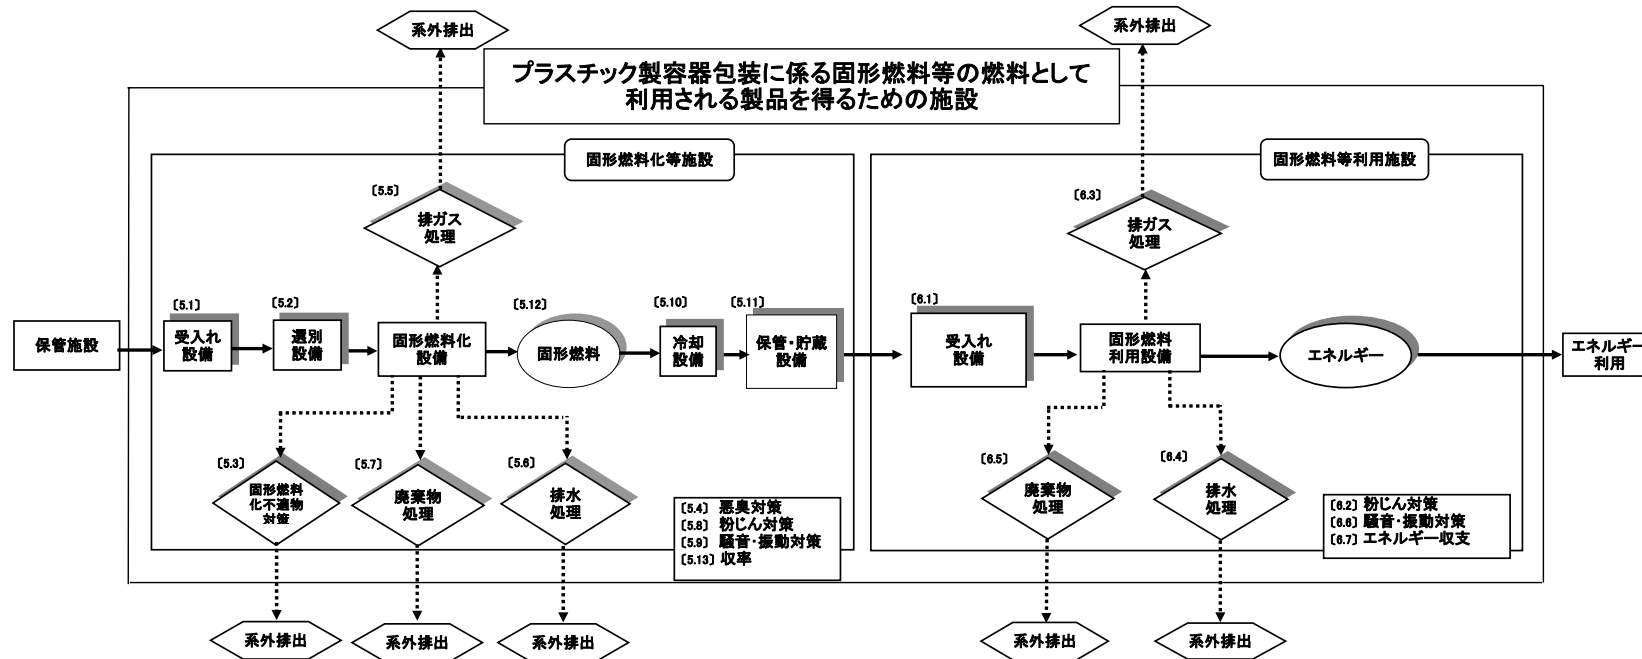 系外排出
系外排出
プラスチック製容器包装に係る固形燃料等の燃料として
利用される製品を得るための施設
固形燃料化等施設
固形燃料等利用施設
〔5.5〕
排ガス
処理
〔6.3〕
排ガス
処理
保管施設
〔5.1〕
受入れ
設備
〔5.2〕
選別
設備
固形燃料化
設備
〔5.12〕
固形燃料
〔5.10〕
冷却
設備
〔5.11〕
保管・貯蔵
設備
〔6.1〕
受入れ
設備
固形燃料
利用設備
エネルギー
エネルギー
利用
〔5.3〕
固形燃料
化不適物
対策
〔5.7〕
廃棄物
処理
〔5.6〕
排水
処理
〔5.4〕 悪臭対策
〔5.8〕 粉じん対策
〔5.9〕 騒音・振動対策
〔5.13〕 収率
〔6.5〕
廃棄物
処理
〔6.4〕
排水
処理
〔6.2〕 粉じん対策
〔6.6〕 騒音・振動対策
〔6.7〕 エネルギー収支
系外排出
系外排出
系外排出
系外排出
系外排出